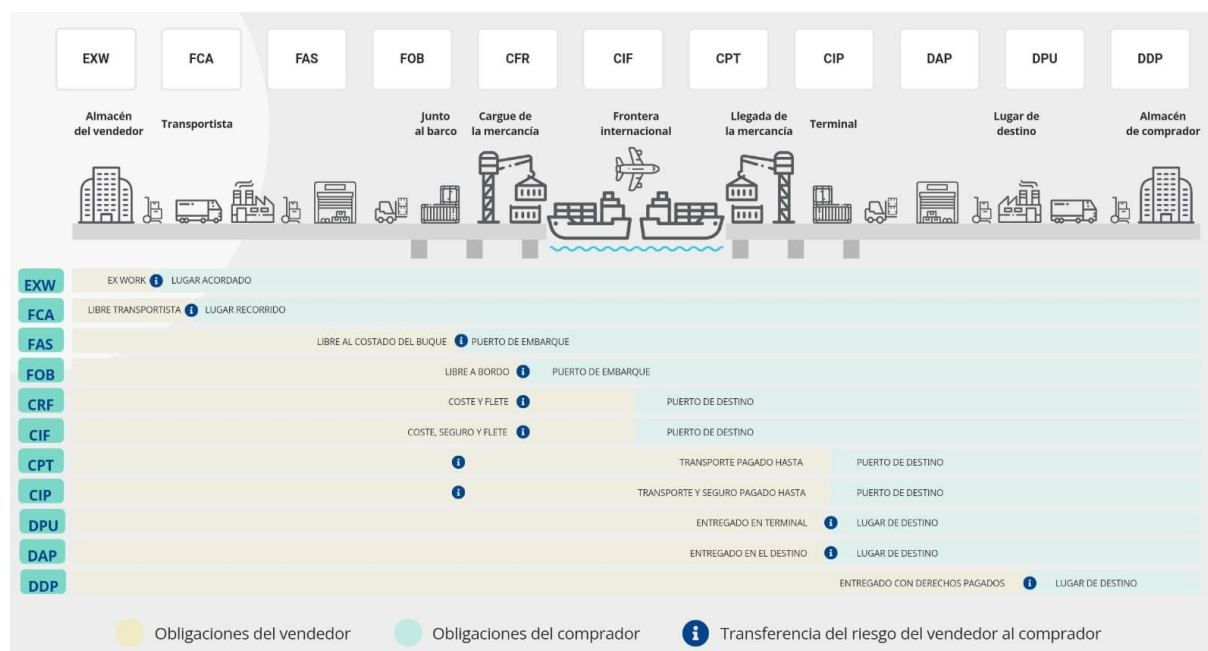 EXW FCA FAS FOB CFR CIF CPT CIP DAP DPU DDP
Almacén
del vendedor
Transportista
Junto
al barco
Cargue de
la mercancía
Frontera
internacional
Llegada de
la mercancía
Terminal
Lugar de
destino
Almacén
de comprador
EXW EX WORK i LUGAR ACORDADO
FCA LIBRE TRANSPORTISTA i LUGAR RECORRIDO
FAS LIBRE AL COSTADO DEL BUQUE i PUERTO DE EMBARQUE
FOB LIBRE A BORDO i PUERTO DE EMBARQUE
CRF COSTE Y FLETE i PUERTO DE DESTINO
CIF COSTE, SEGURO Y FLETE i PUERTO DE DESTINO
CPT i TRANSPORTE PAGADO HASTA PUERTO DE DESTINO
CIP i TRANSPORTE Y SEGURO PAGADO HASTA PUERTO DE DESTINO
DPU ENTREGADO EN TERMINAL i LUGAR DE DESTINO
DAP ENTREGADO EN EL DESTINO i LUGAR DE DESTINO
DDP ENTREGADO CON DERECHOS PAGADOS i LUGAR DE DESTINO
Obligaciones del vendedor Obligaciones del comprador i Transferencia del riesgo del vendedor al comprador